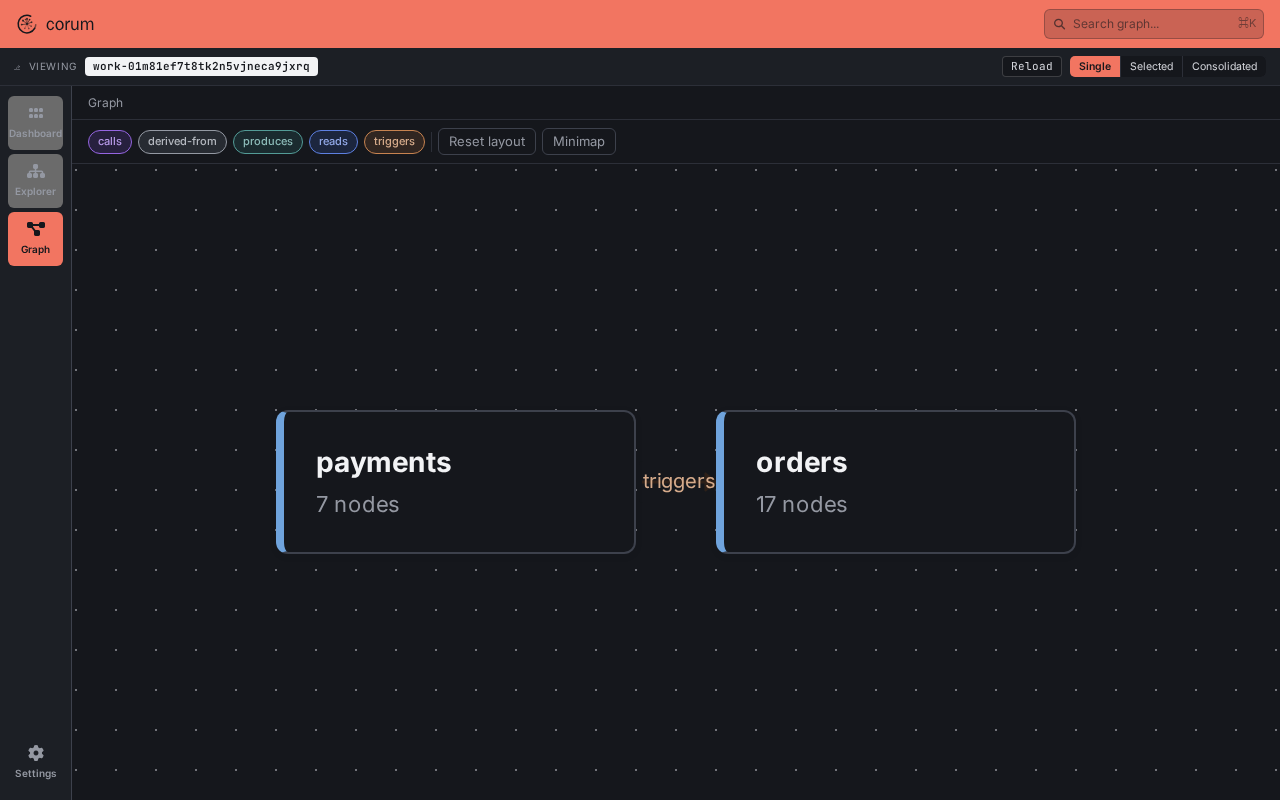 corum
Search graph... ⌘K
VIEWING work-01m81ef7t8tk2n5vjneca9jxrq Reload Single Selected Consolidated
Graph
calls derived-from produces reads triggers Reset layout Minimap
Dashboard
Explorer
Graph
payments
7 nodes
triggers
orders
17 nodes
Settings